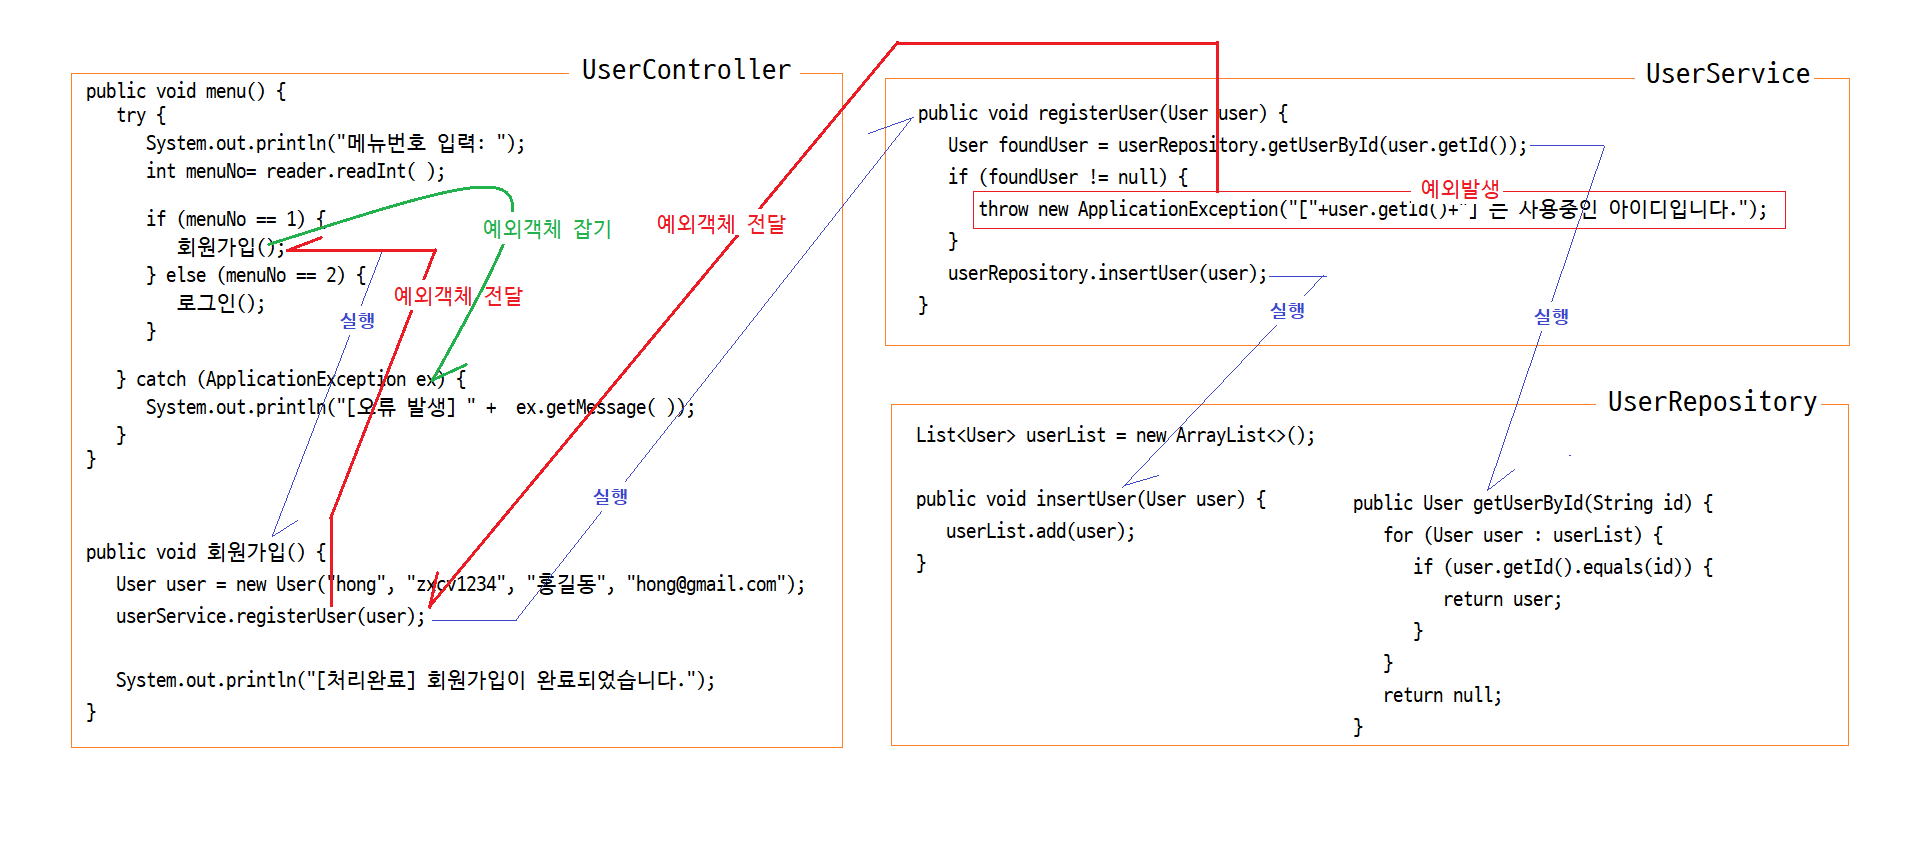 UserController
public void menu() {
try {
System.out.println("메뉴번호 입력: ");
int menuNo= reader.readInt( );
if (menuNo == 1) {
회원가입();
} else (menuNo == 2) {
로그인();
}
} catch (ApplicationException ex) {
System.out.println("[오류 발생] " +  ex.getMessage( ));
}
}
public void 회원가입() {
User user = new User("hong", "zxcv1234", "홍길동", "hong@gmail.com");
userService.registerUser(user);
System.out.println("[처리완료] 회원가입이 완료되었습니다.");
}
예외객체 잡기
예외객체 전달
예외객체 전달
실행
실행
UserService
public void registerUser(User user) {
User foundUser = userRepository.getUserById(user.getId());
if (foundUser != null) {
예외발생
throw new ApplicationException("["+user.getId()+"] 는 사용중인 아이디입니다.");
}
userRepository.insertUser(user);
}
실행
실행
UserRepository
List<User> userList = new ArrayList<>();
public void insertUser(User user) {
userList.add(user);
}
public User getUserById(String id) {
for (User user : userList) {
if (user.getId().equals(id)) {
return user;
}
}
return null;
}